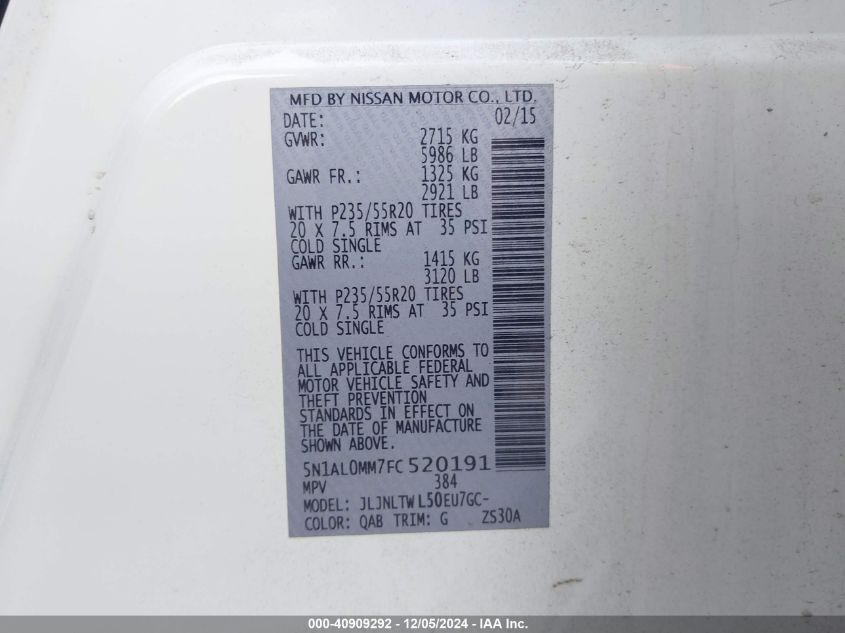 MFD BY NISSAN MOTOR CO., LTD.
DATE: 02/15
GVWR: 2715 KG
5986 LB
GAWR FR.: 1325 KG
2921 LB
WITH P235/55R20 TIRES
20 X 7.5 RIMS AT 35 PSI
COLD SINGLE
GAWR RR.: 1415 KG
3120 LB
WITH P235/55R20 TIRES
20 X 7.5 RIMS AT 35 PSI
COLD SINGLE
THIS VEHICLE CONFORMS TO
ALL APPLICABLE FEDERAL
MOTOR VEHICLE SAFETY AND
THEFT PREVENTION
STANDARDS IN EFFECT ON
THE DATE OF MANUFACTURE
SHOWN ABOVE.
5N1AL0MM7FC520191
MPV 384
MODEL: JLJNLTWL50EU7GC-
COLOR: QAB TRIM: G ZS30A
000-40909292 - 12/05/2024 - IAA Inc.